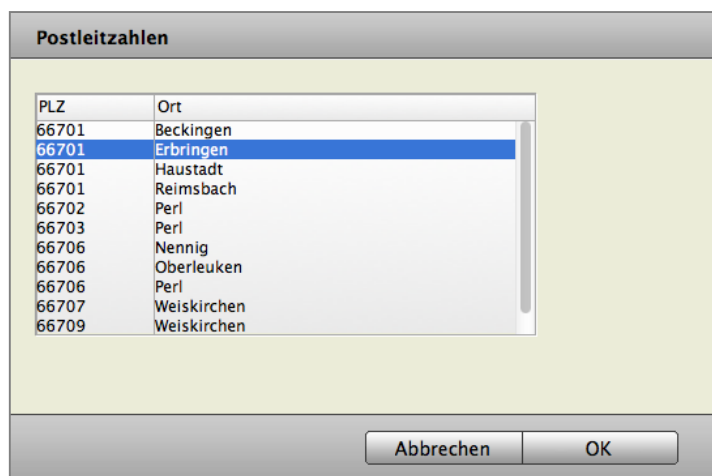 Postleitzahlen
PLZ Ort
66701 Beckingen
66701 Erbringen
66701 Haustadt
66701 Reimsbach
66702 Perl
66703 Perl
66706 Nennig
66706 Oberleuken
66706 Perl
66707 Weiskirchen
66709 Weiskirchen
Abbrechen OK